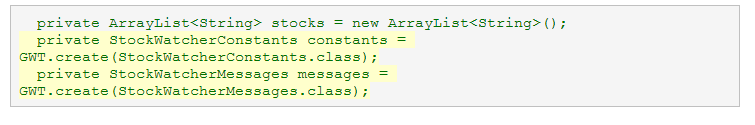 private ArrayList<String> stocks = new ArrayList<String>();
private StockWatcherConstants constants =
GWT.create(StockWatcherConstants.class);
private StockWatcherMessages messages =
GWT.create(StockWatcherMessages.class);